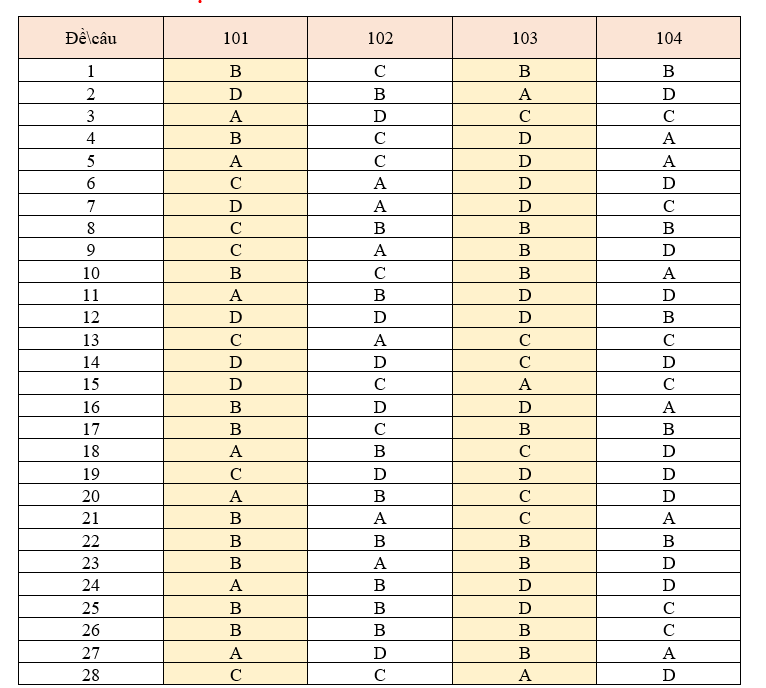 Đề\câu 101 102 103 104
1 B C B B
2 D B A D
3 A D C C
4 B C D A
5 A C D A
6 C A D D
7 D A D C
8 C B B B
9 C A B D
10 B C B A
11 A B D D
12 D D D B
13 C A C C
14 D D C D
15 D C A C
16 B D D A
17 B C B B
18 A B C D
19 C D D D
20 A B C D
21 B A C A
22 B B B B
23 B A B D
24 A B D D
25 B B D C
26 B B B C
27 A D B A
28 C C A D